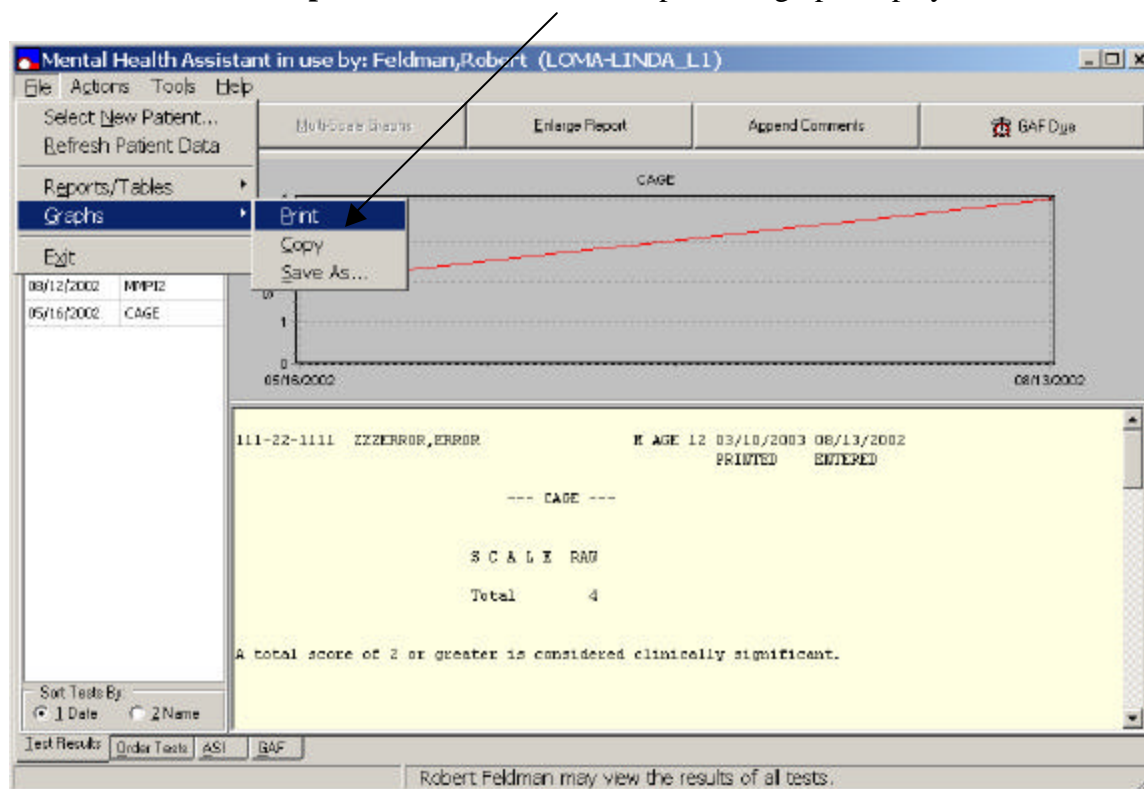 Mental Health Assistant in use by: Feldman,Robert (LOMA-LINDA_L1)
File Actions Tools Help
Select New Patient...
Refresh Patient Data
Reports/Tables
Graphs
Exit
Print
Copy
Save As...
Multi-Scale Graphs Enlarge Report Append Comments GAF Due
CAGE
1
0
05/16/2002 08/13/2002
08/12/2002 MMPI2
05/16/2002 CAGE
111-22-1111 ZZZERROR,ERROR M AGE 12 03/10/2003 08/13/2002
PRINTED ENTERED
--- CAGE ---
S C A L E RAW
Total 4
A total score of 2 or greater is considered clinically significant.
Sort Tests By
1 Date 2 Name
Test Results Order Tests ASI GAF
Robert Feldman may view the results of all tests.